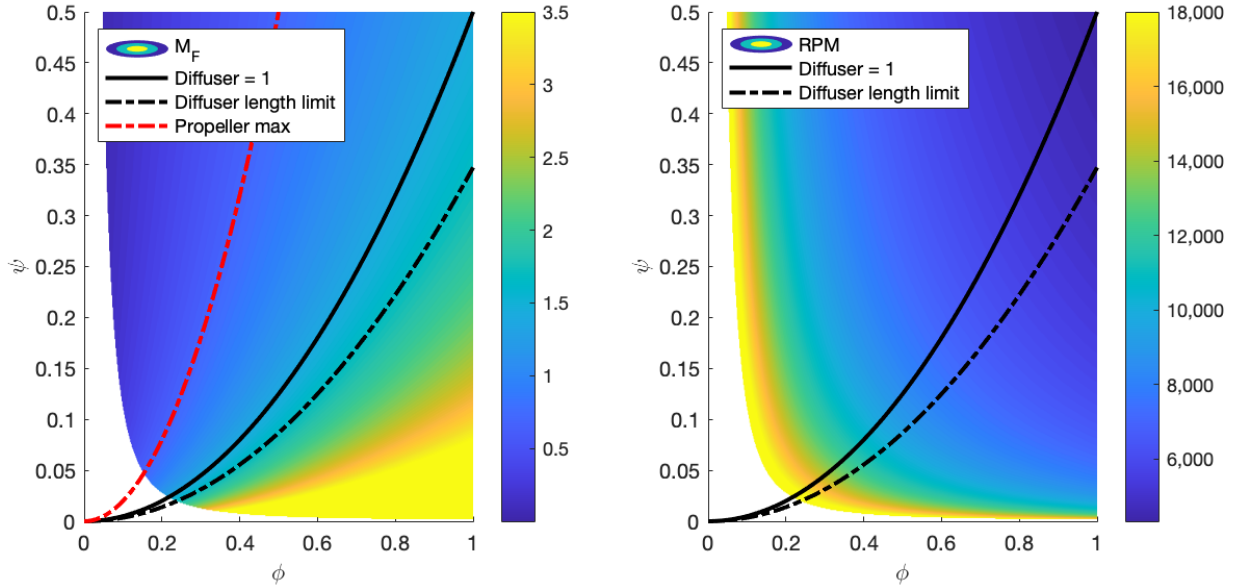 0.5
0.45
0.4
0.35
0.3
0.25
0.2
0.15
0.1
0.05
0
ψ
M_F
Diffuser = 1
Diffuser length limit
Propeller max
0 0.2 0.4 0.6 0.8 1
ϕ
3.5
3
2.5
2
1.5
1
0.5
0.5
0.45
0.4
0.35
0.3
0.25
0.2
0.15
0.1
0.05
0
ψ
RPM
Diffuser = 1
Diffuser length limit
0 0.2 0.4 0.6 0.8 1
ϕ
18,000
16,000
14,000
12,000
10,000
8,000
6,000